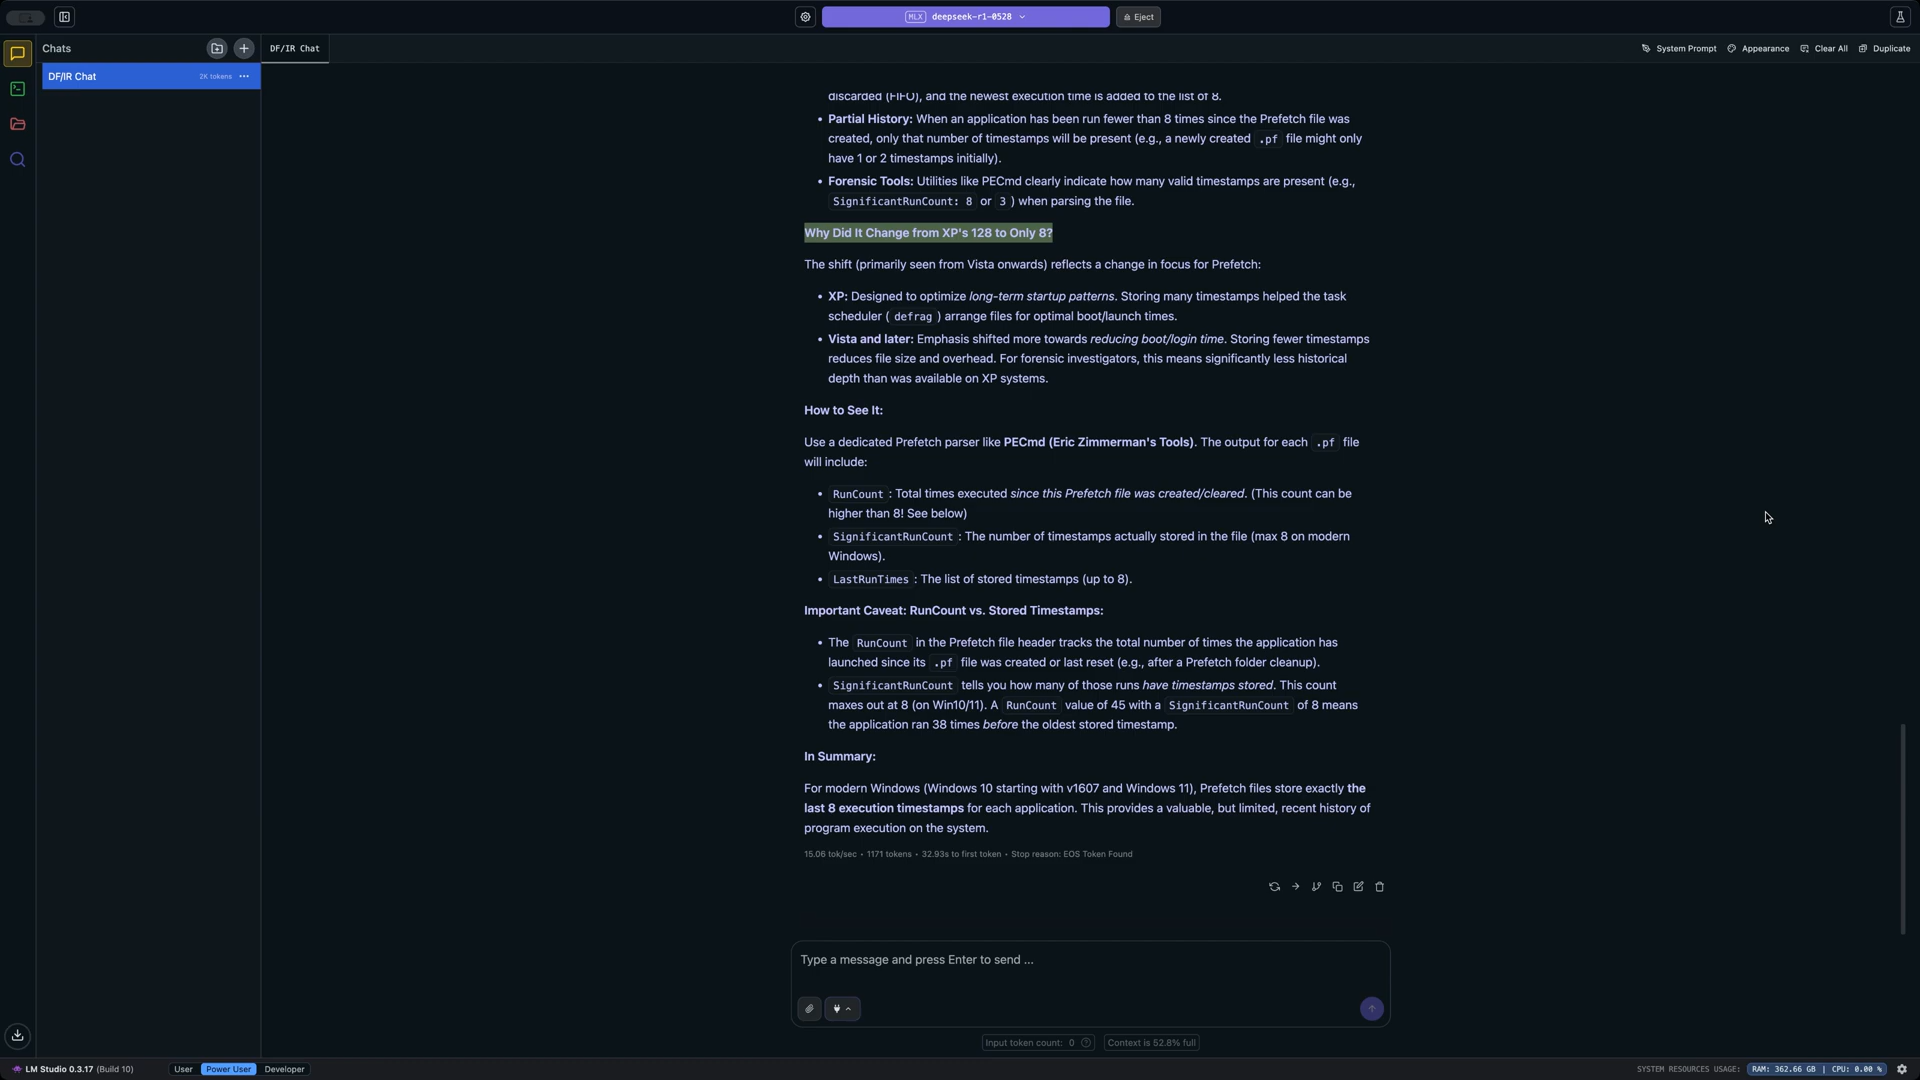 MLX deepseek-r1-0528
Eject
Chats
DF/IR Chat
System Prompt
Appearance
Clear All
Duplicate
DF/IR Chat
2K tokens
discarded (FIFO), and the newest execution time is added to the list of 8.
• Partial History: When an application has been run fewer than 8 times since the Prefetch file was
created, only that number of timestamps will be present (e.g., a newly created .pf file might only
have 1 or 2 timestamps initially).
• Forensic Tools: Utilities like PECmd clearly indicate how many valid timestamps are present (e.g.,
SignificantRunCount: 8 or 3 ) when parsing the file.
Why Did It Change from XP's 128 to Only 8?
The shift (primarily seen from Vista onwards) reflects a change in focus for Prefetch:
• XP: Designed to optimize long-term startup patterns. Storing many timestamps helped the task
scheduler ( defrag ) arrange files for optimal boot/launch times.
• Vista and later: Emphasis shifted more towards reducing boot/login time. Storing fewer timestamps
reduces file size and overhead. For forensic investigators, this means significantly less historical
depth than was available on XP systems.
How to See It:
Use a dedicated Prefetch parser like PECmd (Eric Zimmerman's Tools). The output for each .pf file
will include:
• RunCount : Total times executed since this Prefetch file was created/cleared. (This count can be
higher than 8! See below)
• SignificantRunCount : The number of timestamps actually stored in the file (max 8 on modern
Windows).
• LastRunTimes : The list of stored timestamps (up to 8).
Important Caveat: RunCount vs. Stored Timestamps:
• The RunCount in the Prefetch file header tracks the total number of times the application has
launched since its .pf file was created or last reset (e.g., after a Prefetch folder cleanup).
• SignificantRunCount tells you how many of those runs have timestamps stored. This count
maxes out at 8 (on Win10/11). A RunCount value of 45 with a SignificantRunCount of 8 means
the application ran 38 times before the oldest stored timestamp.
In Summary:
For modern Windows (Windows 10 starting with v1607 and Windows 11), Prefetch files store exactly the
last 8 execution timestamps for each application. This provides a valuable, but limited, recent history of
program execution on the system.
15.06 tok/sec • 1171 tokens • 32.93s to first token • Stop reason: EOS Token Found
Type a message and press Enter to send ...
Input token count: 0
Context is 52.8% full
LM Studio 0.3.17 (Build 10)
User
Power User
Developer
SYSTEM RESOURCES USAGE: RAM: 362.66 GB | CPU: 0.00 %